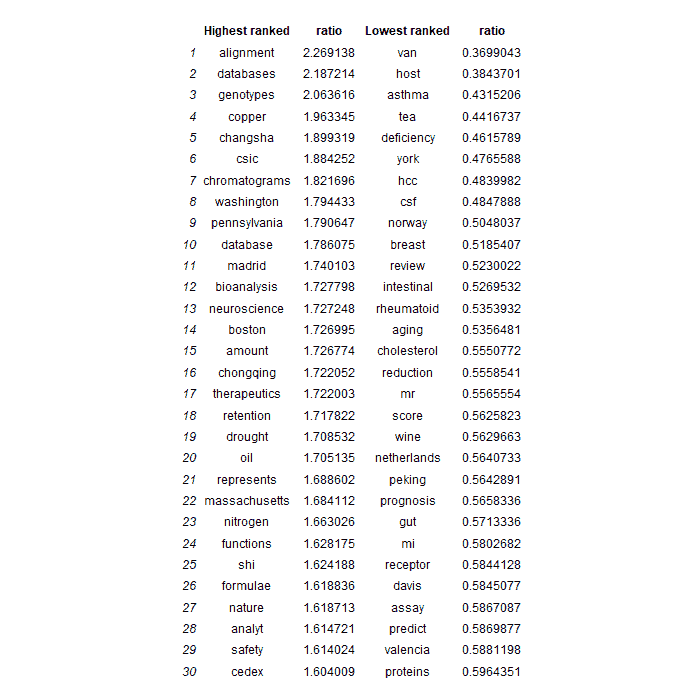 Highest ranked ratio Lowest ranked ratio
1 alignment 2.269138 van 0.3699043
2 databases 2.187214 host 0.3843701
3 genotypes 2.063616 asthma 0.4315206
4 copper 1.963345 tea 0.4416737
5 changsha 1.899319 deficiency 0.4615789
6 csic 1.884252 york 0.4765588
7 chromatograms 1.821696 hcc 0.4839982
8 washington 1.794433 csf 0.4847888
9 pennsylvania 1.790647 norway 0.5048037
10 database 1.786075 breast 0.5185407
11 madrid 1.740103 review 0.5230022
12 bioanalysis 1.727798 intestinal 0.5269532
13 neuroscience 1.727248 rheumatoid 0.5353932
14 boston 1.726995 aging 0.5356481
15 amount 1.726774 cholesterol 0.5550772
16 chongqing 1.722052 reduction 0.5558541
17 therapeutics 1.722003 mr 0.5565554
18 retention 1.717822 score 0.5625823
19 drought 1.708532 wine 0.5629663
20 oil 1.705135 netherlands 0.5640733
21 represents 1.688602 peking 0.5642891
22 massachusetts 1.684112 prognosis 0.5658336
23 nitrogen 1.663026 gut 0.5713336
24 functions 1.628175 mi 0.5802682
25 shi 1.624188 receptor 0.5844128
26 formulae 1.618836 davis 0.5845077
27 nature 1.618713 assay 0.5867087
28 analyt 1.614721 predict 0.5869877
29 safety 1.614024 valencia 0.5881198
30 cedex 1.604009 proteins 0.5964351